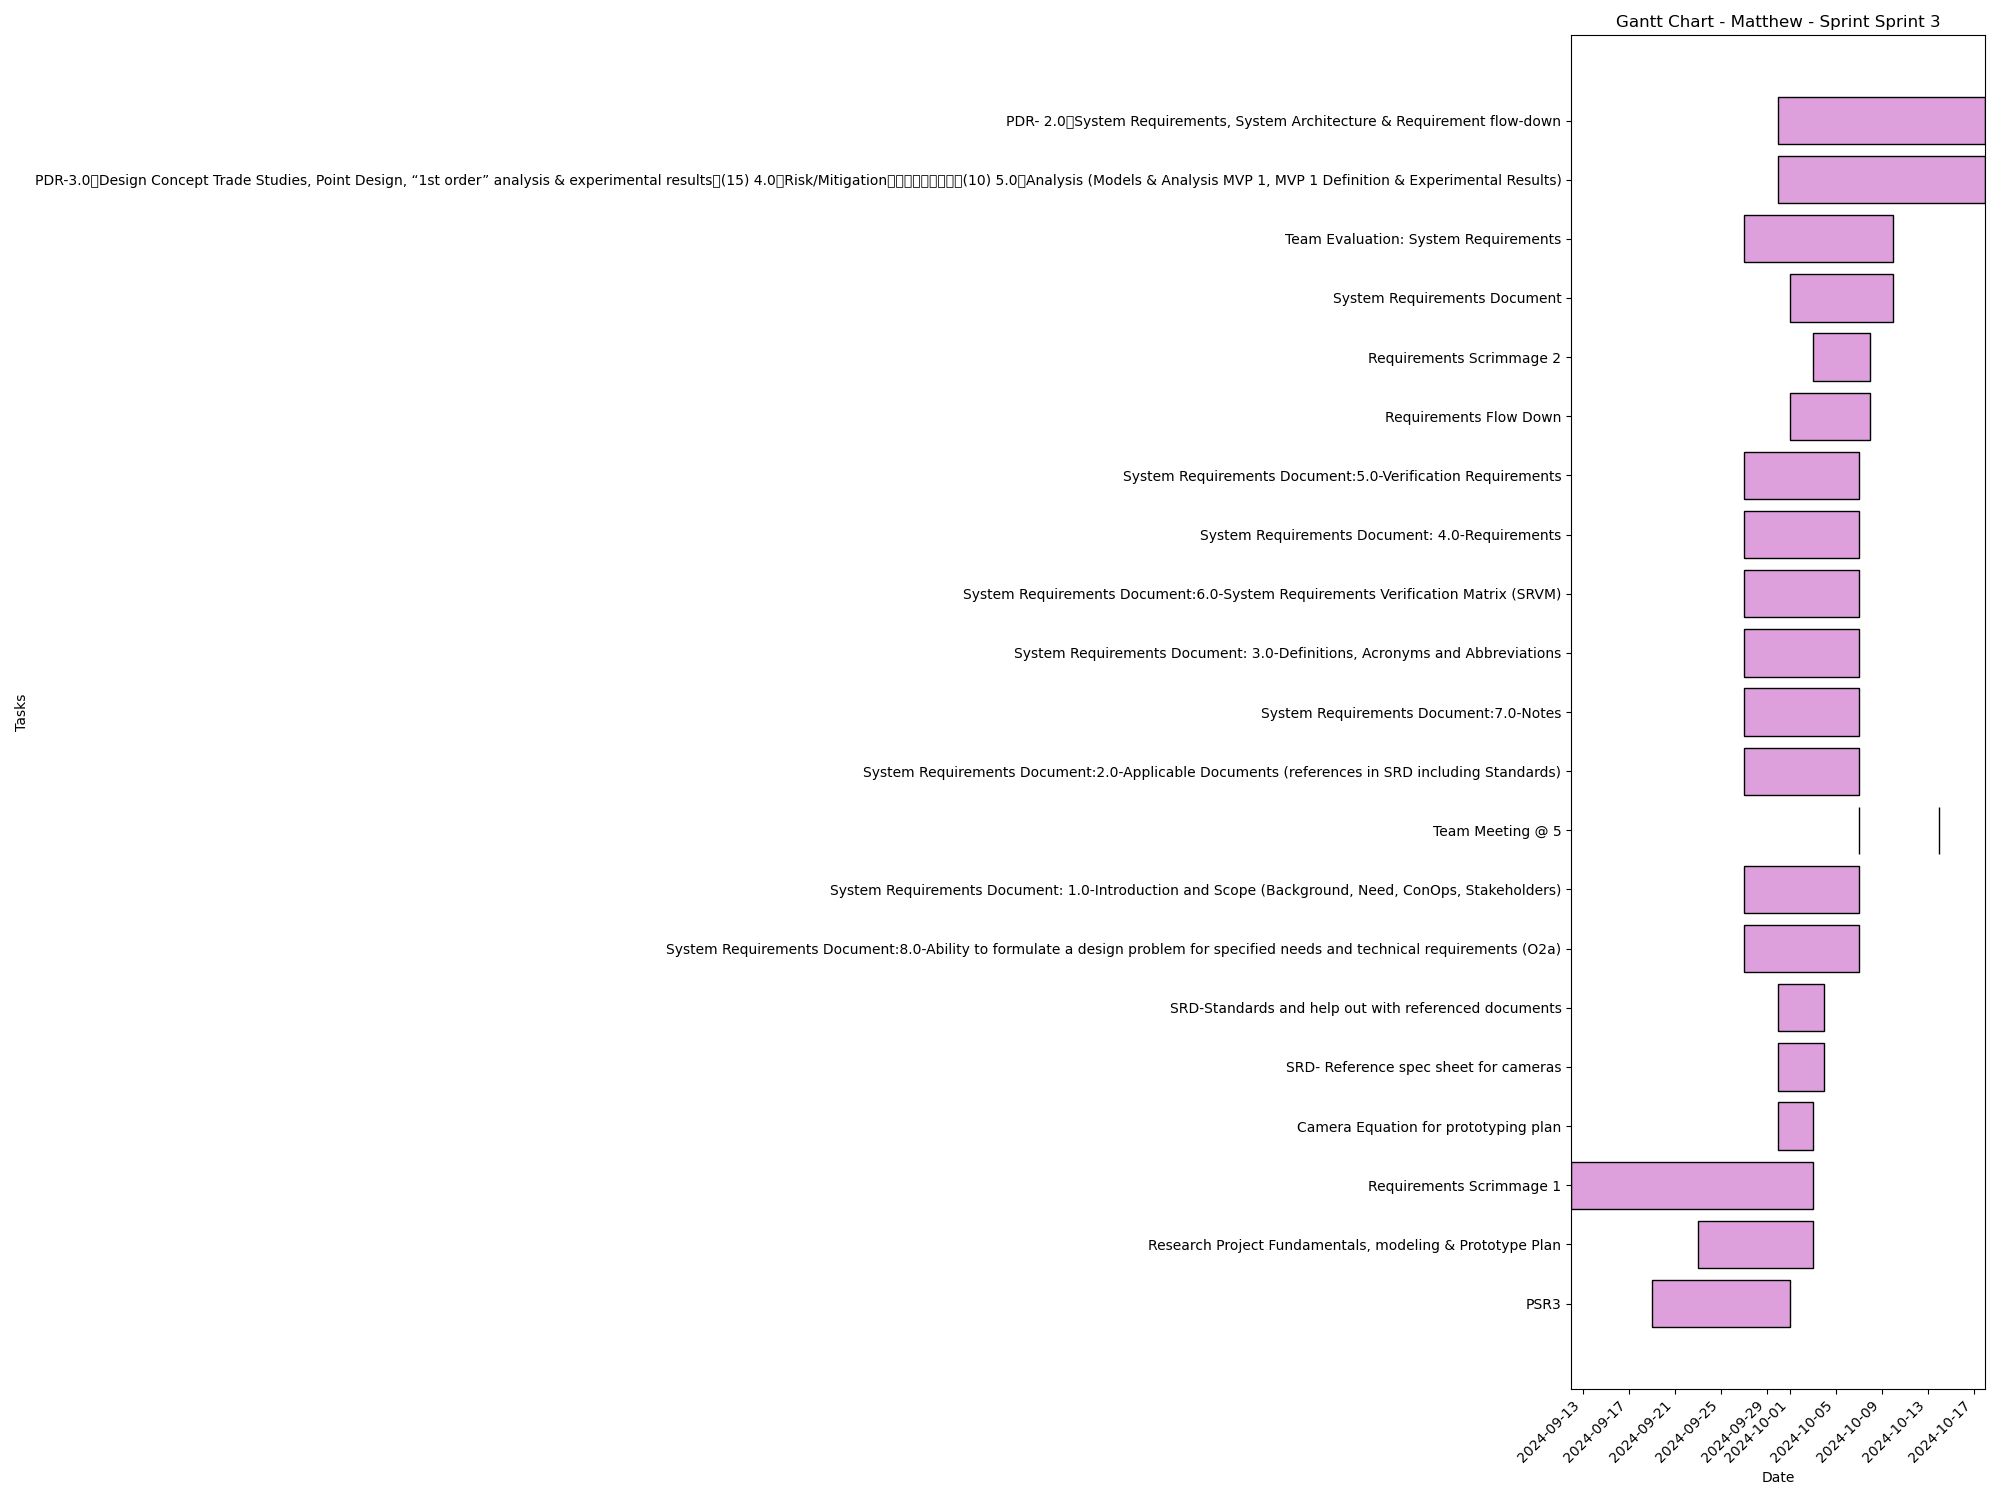 Gantt Chart - Matthew - Sprint Sprint 3
PDR- 2.0▯System Requirements, System Architecture & Requirement flow-down
PDR-3.0▯Design Concept Trade Studies, Point Design, “1st order” analysis & experimental results▯(15) 4.0▯Risk/Mitigation▯▯▯▯▯▯▯▯▯(10) 5.0▯Analysis (Models & Analysis MVP 1, MVP 1 Definition & Experimental Results)
Team Evaluation: System Requirements
System Requirements Document
Requirements Scrimmage 2
Requirements Flow Down
System Requirements Document:5.0-Verification Requirements
System Requirements Document: 4.0-Requirements
System Requirements Document:6.0-System Requirements Verification Matrix (SRVM)
System Requirements Document: 3.0-Definitions, Acronyms and Abbreviations
System Requirements Document:7.0-Notes
System Requirements Document:2.0-Applicable Documents (references in SRD including Standards)
Team Meeting @ 5
System Requirements Document: 1.0-Introduction and Scope (Background, Need, ConOps, Stakeholders)
System Requirements Document:8.0-Ability to formulate a design problem for specified needs and technical requirements (O2a)
SRD-Standards and help out with referenced documents
SRD- Reference spec sheet for cameras
Camera Equation for prototyping plan
Requirements Scrimmage 1
Research Project Fundamentals, modeling & Prototype Plan
PSR3
Tasks
2024-09-13
2024-09-17
2024-09-21
2024-09-25
2024-09-29
2024-10-01
2024-10-05
2024-10-09
2024-10-13
2024-10-17
Date